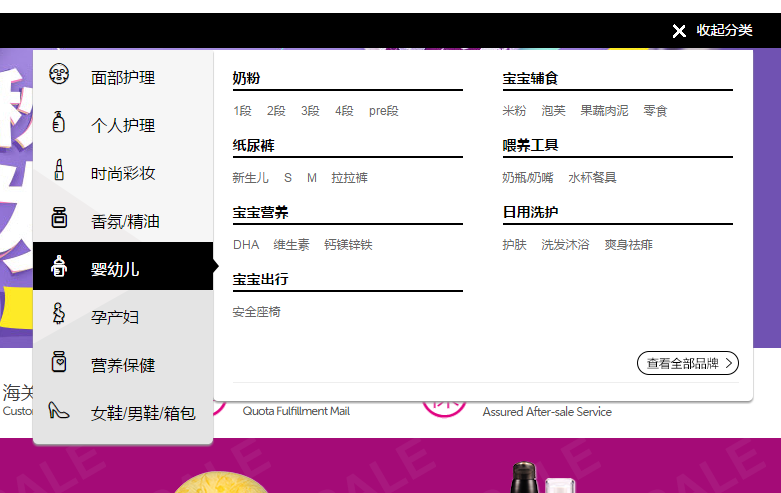 收起分类
面部护理
个人护理
时尚彩妆
香氛/精油
婴幼儿
孕产妇
营养保健
女鞋/男鞋/箱包
奶粉
1段 2段 3段 4段 pre段
纸尿裤
新生儿 S M 拉拉裤
宝宝营养
DHA 维生素 钙镁锌铁
宝宝出行
安全座椅
宝宝辅食
米粉 泡芙 果蔬肉泥 零食
喂养工具
奶瓶/奶嘴 水杯餐具
日用洗护
护肤 洗发沐浴 爽身祛痱
查看全部品牌
海关
Quota Fulfillment Mail
Assured After-sale Service